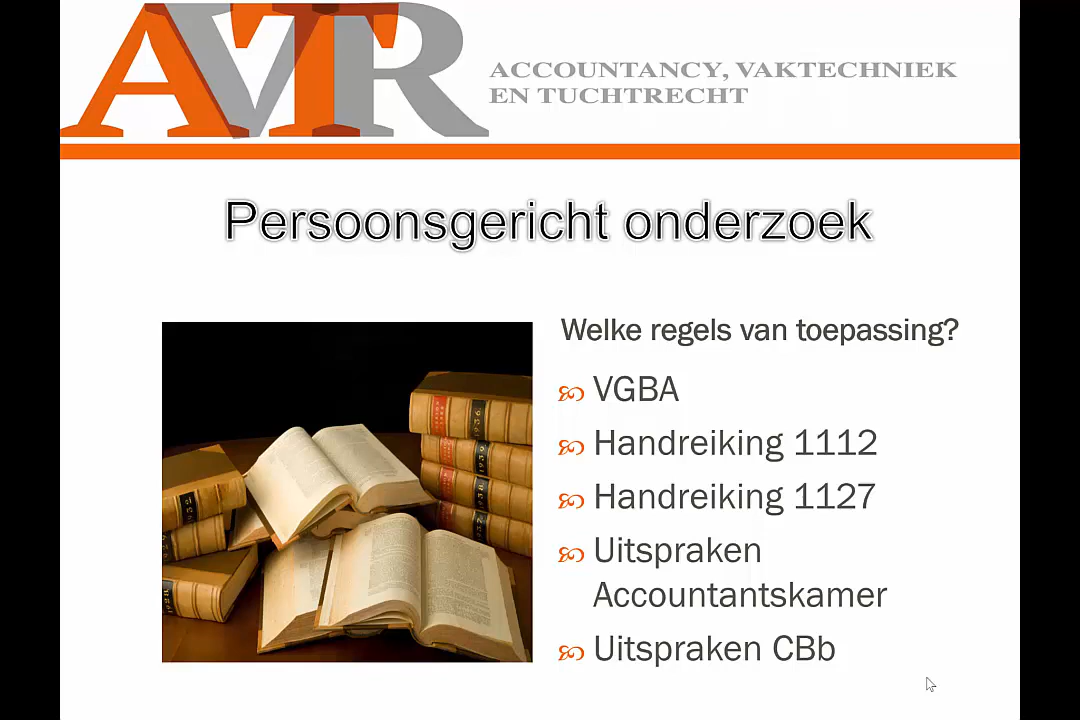 AVTR
ACCOUNTANCY, VAKTECHNIEK
EN TUCHTRECHT
Persoonsgericht onderzoek
Welke regels van toepassing?
VGBA
Handreiking 1112
Handreiking 1127
Uitspraken
Accountantskamer
Uitspraken CBb